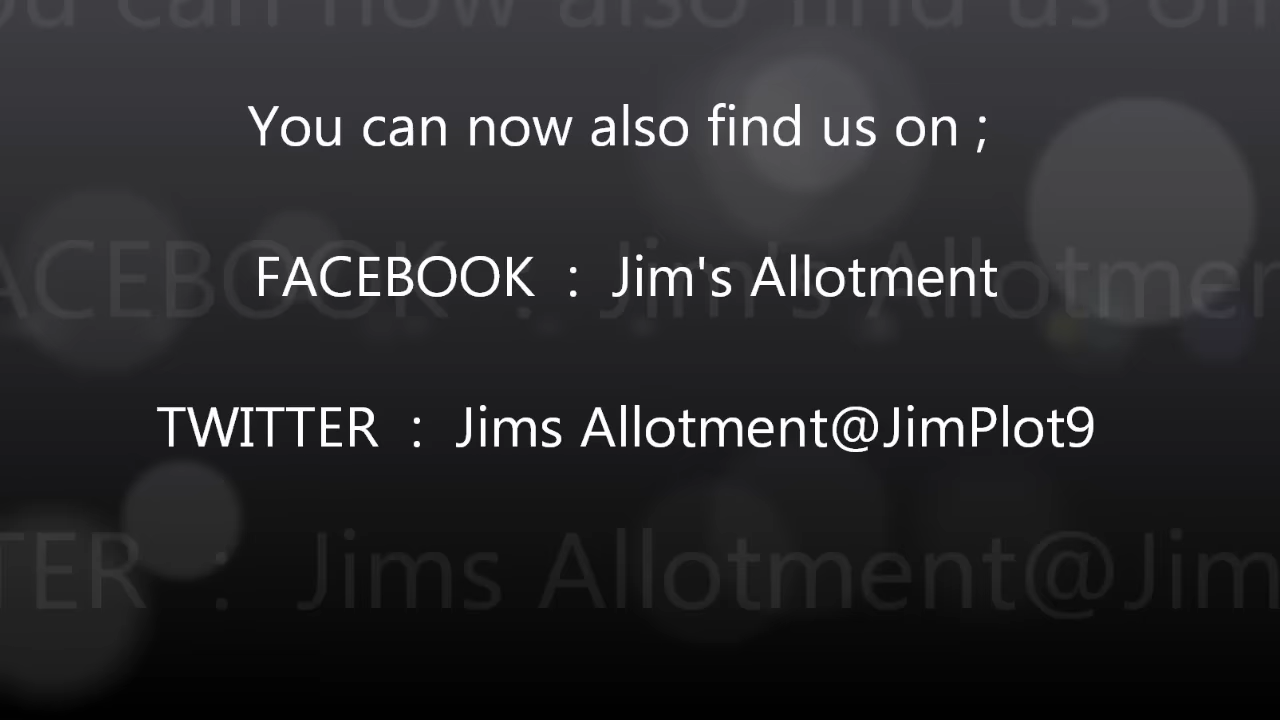 You can now also find us on ;
FACEBOOK : Jim's Allotment
TWITTER : Jims Allotment@JimPlot9